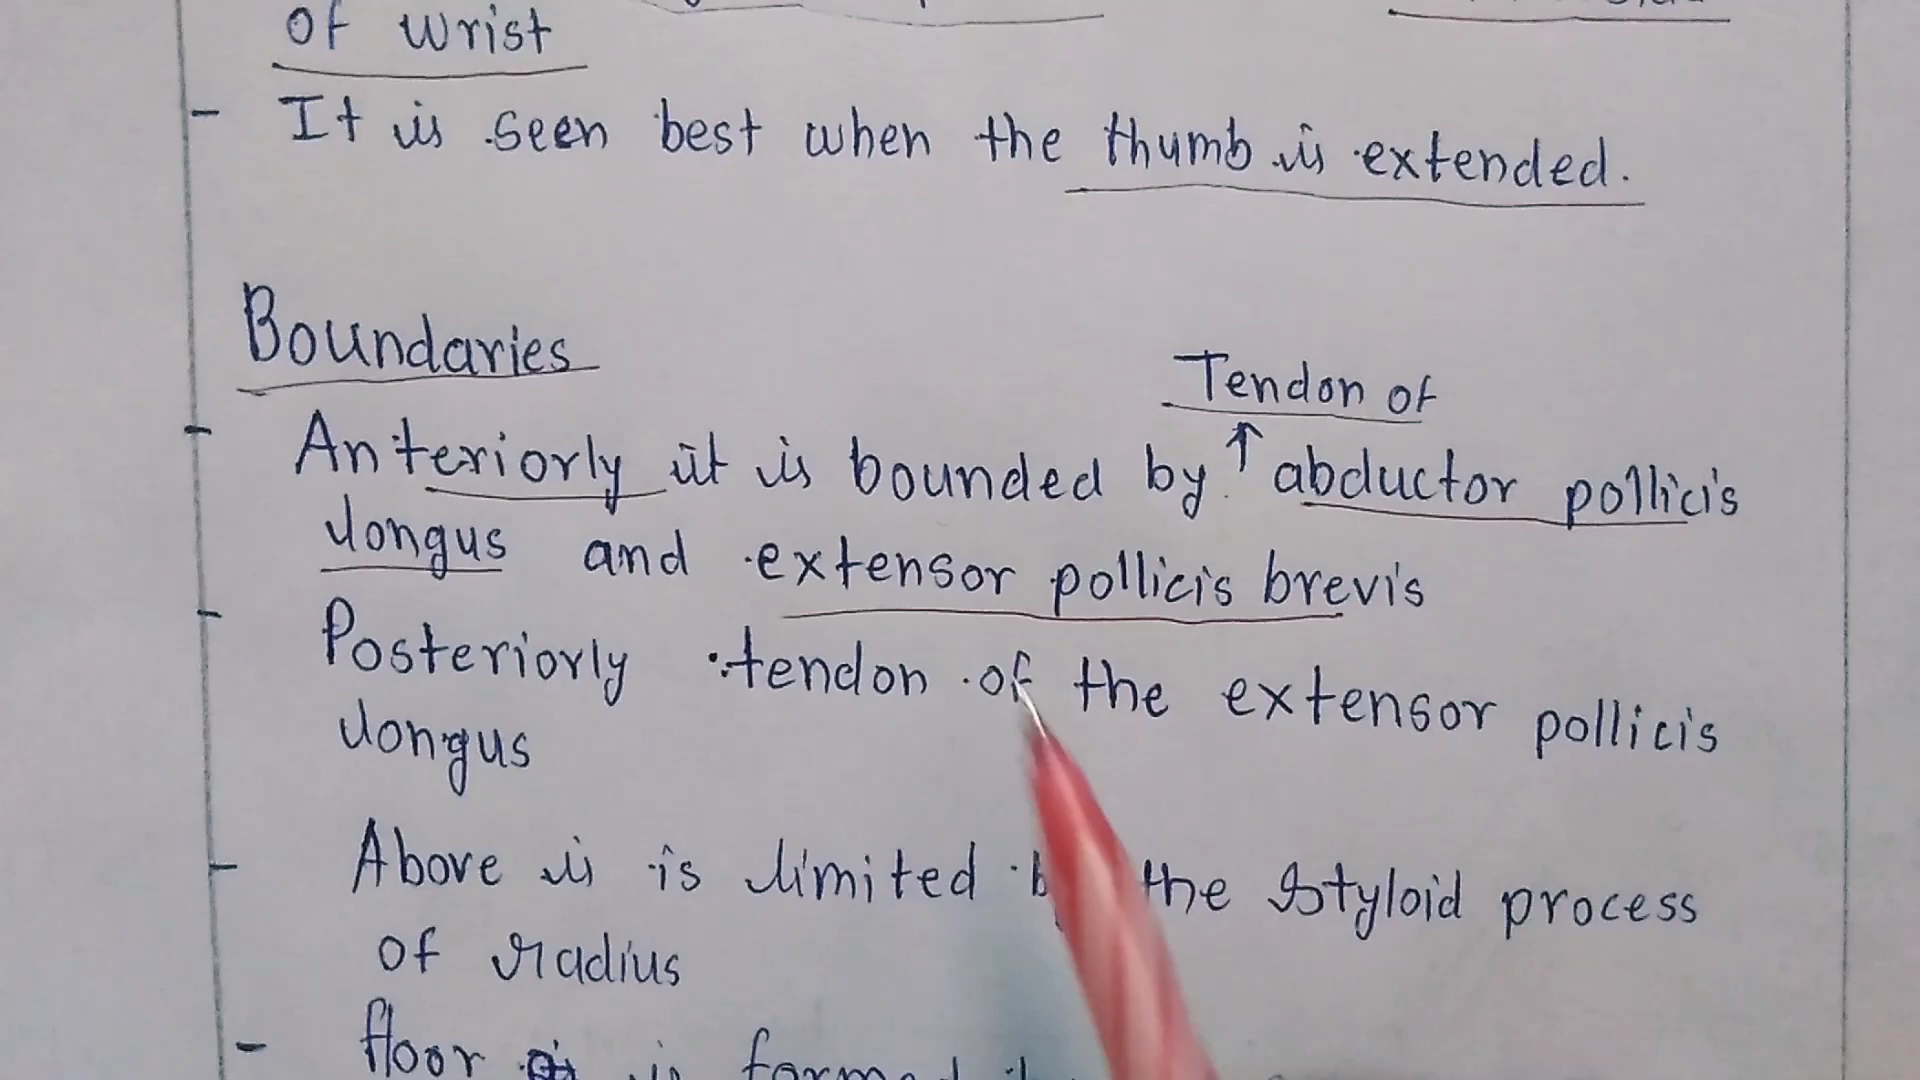 of wrist
- It is seen best when the thumb is extended.
Boundaries
Tendon of
- Anteriorly it is bounded by ↑ abductor pollicis
longus and extensor pollicis brevis
- Posteriorly tendon of the extensor pollicis
longus
- Above is is limited the styloid process
of radius
- floor is formed